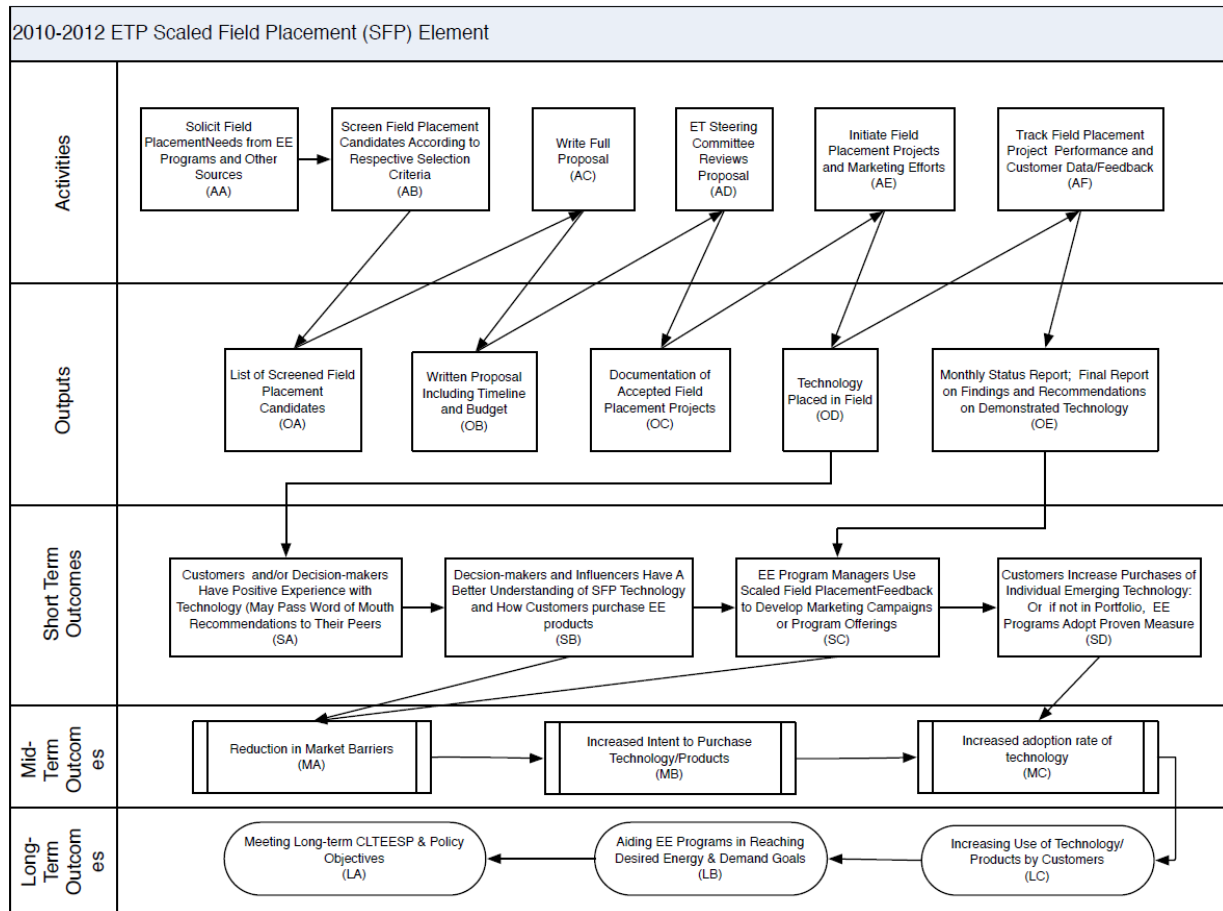 2010-2012 ETP Scaled Field Placement (SFP) Element
Activities
Solicit Field
PlacementNeeds from EE
Programs and Other
Sources
(AA)
Screen Field Placement
Candidates According to
Respective Selection
Criteria
(AB)
Write Full
Proposal
(AC)
ET Steering
Committee
Reviews
Proposal
(AD)
Initiate Field
Placement Projects
and Marketing Efforts
(AE)
Track Field Placement
Project Performance and
Customer Data/Feedback
(AF)
Outputs
List of Screened Field
Placement
Candidates
(OA)
Written Proposal
Including Timeline
and Budget
(OB)
Documentation of
Accepted Field
Placement Projects
(OC)
Technology
Placed in Field
(OD)
Monthly Status Report; Final Report
on Findings and Recommendations
on Demonstrated Technology
(OE)
Short Term
Outcomes
Customers and/or Decision-makers
Have Positive Experience with
Technology (May Pass Word of Mouth
Recommendations to Their Peers
(SA)
Decsion-makers and Influencers Have A
Better Understanding of SFP Technology
and How Customers purchase EE
products
(SB)
EE Program Managers Use
Scaled Field PlacementFeedback
to Develop Marketing Campaigns
or Program Offerings
(SC)
Customers Increase Purchases of
Individual Emerging Technology:
Or if not in Portfolio, EE
Programs Adopt Proven Measure
(SD)
Mid-
Term
Outcom
es
Reduction in Market Barriers
(MA)
Increased Intent to Purchase
Technology/Products
(MB)
Increased adoption rate of
technology
(MC)
Long-
Term
Outcom
es
Meeting Long-term CLTEESP & Policy
Objectives
(LA)
Aiding EE Programs in Reaching
Desired Energy & Demand Goals
(LB)
Increasing Use of Technology/
Products by Customers
(LC)